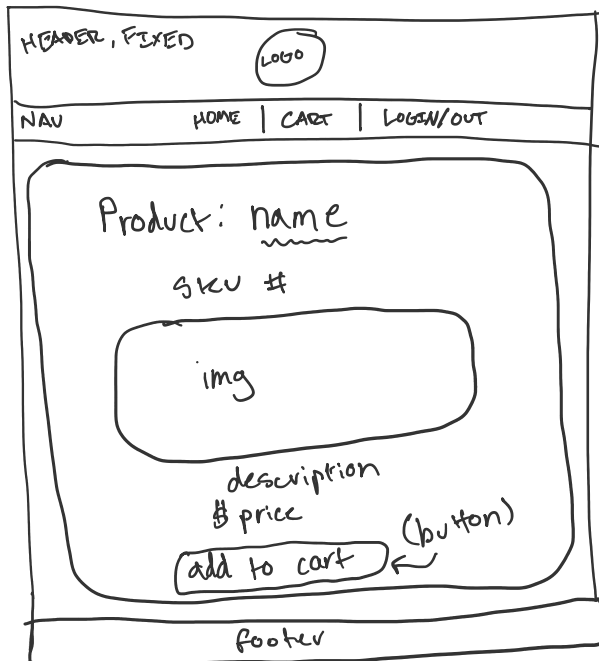 HEADER, FIXED
LOGO
NAV HOME | CART | LOGIN/OUT
Product: name
SKU #
img
description
$ price
(button)
add to cart
footer